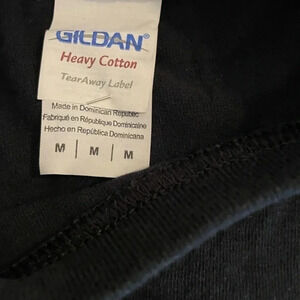 GILDAN®
Heavy Cotton
TearAway Label
Made in Dominican Republic
Fabriqué en République Dominicaine
Hecho en República Dominicana
M | M | M